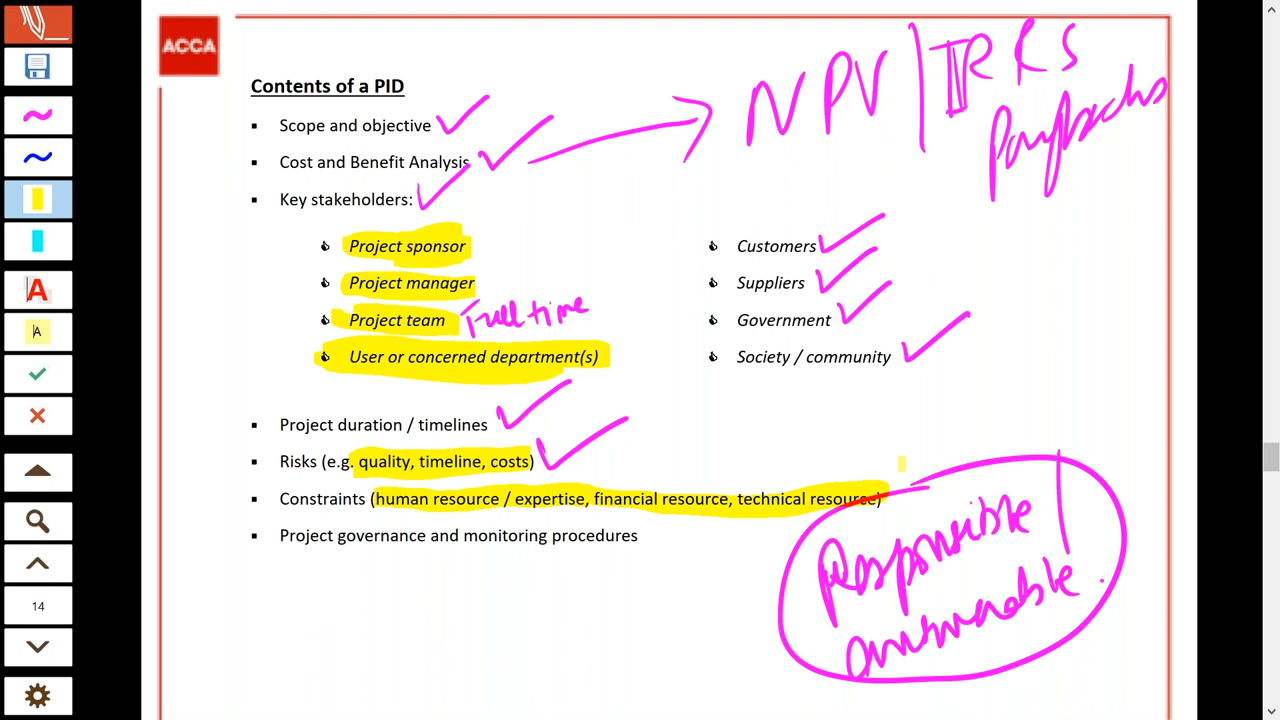 ACCA
Contents of a PID
▪ Scope and objective
▪ Cost and Benefit Analysis
NPV | IRRs
Paybacks
▪ Key stakeholders:
Project sponsor
Project manager
Project team Full time
User or concerned department(s)
Customers
Suppliers
Government
Society / community
▪ Project duration / timelines
▪ Risks (e.g. quality, timeline, costs)
▪ Constraints (human resource / expertise, financial resource, technical resource)
▪ Project governance and monitoring procedures
Responsible
A
A
14